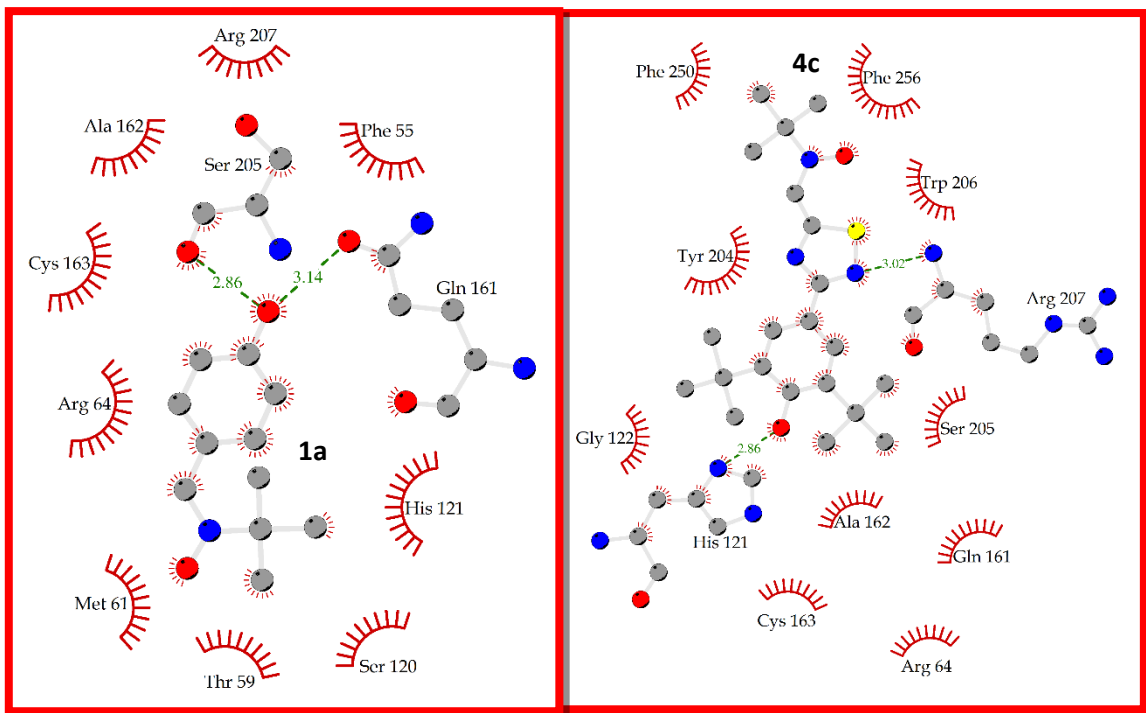 Arg 207
Ala 162
Phe 55
Ser 205
Cys 163
2.86
3.14
Gln 161
Arg 64
1a
His 121
Met 61
Ser 120
Thr 59
4c
Phe 250
Phe 256
Trp 206
Tyr 204
3.02
Arg 207
Ser 205
Gly 122
2.86
Ala 162
His 121
Gln 161
Cys 163
Arg 64